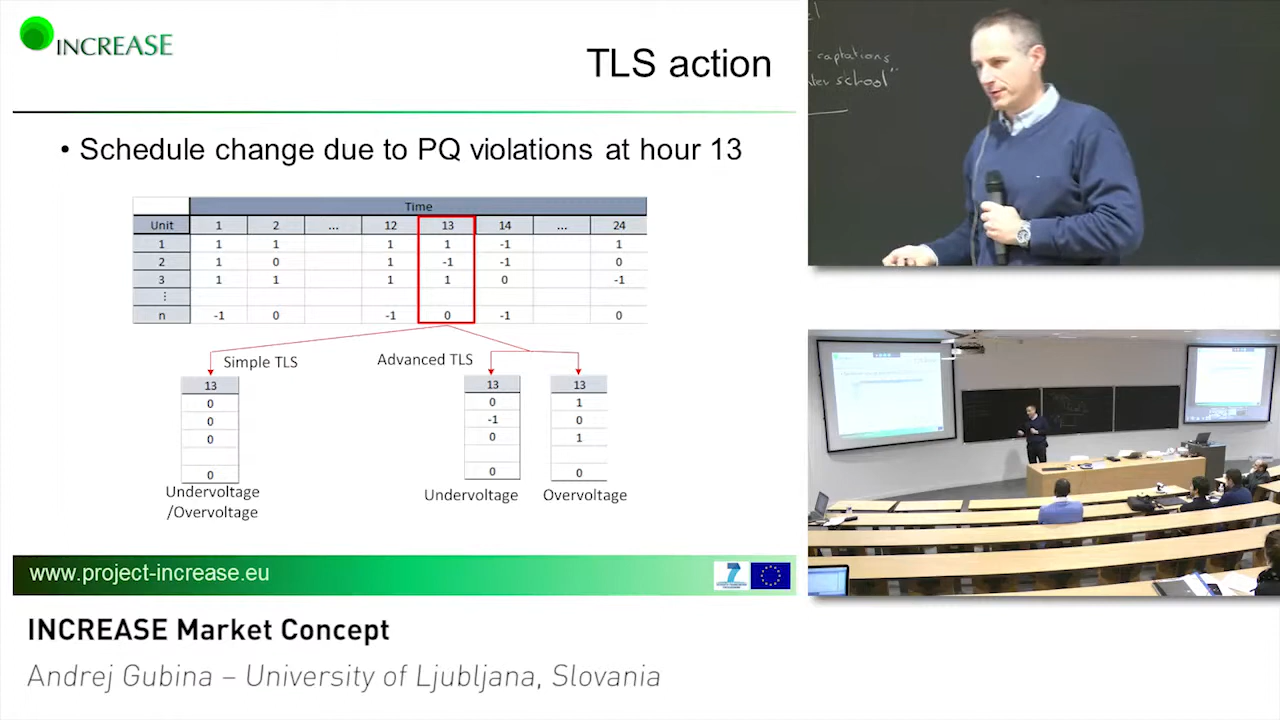 INCREASE
TLS action
• Schedule change due to PQ violations at hour 13
Time
Unit 1 2 ... 12 13 14 ... 24
1 1 1 1 1 -1 1
2 1 0 1 -1 -1 0
3 1 1 1 1 0 -1
⋮
n -1 0 -1 0 -1 0
Simple TLS
Advanced TLS
13
0
0
0
0
Undervoltage
/Overvoltage
13
0
-1
0
0
Undervoltage
13
1
0
1
0
Overvoltage
www.project-increase.eu
7
captations
school"
INCREASE Market Concept
Andrej Gubina – University of Ljubljana, Slovenia